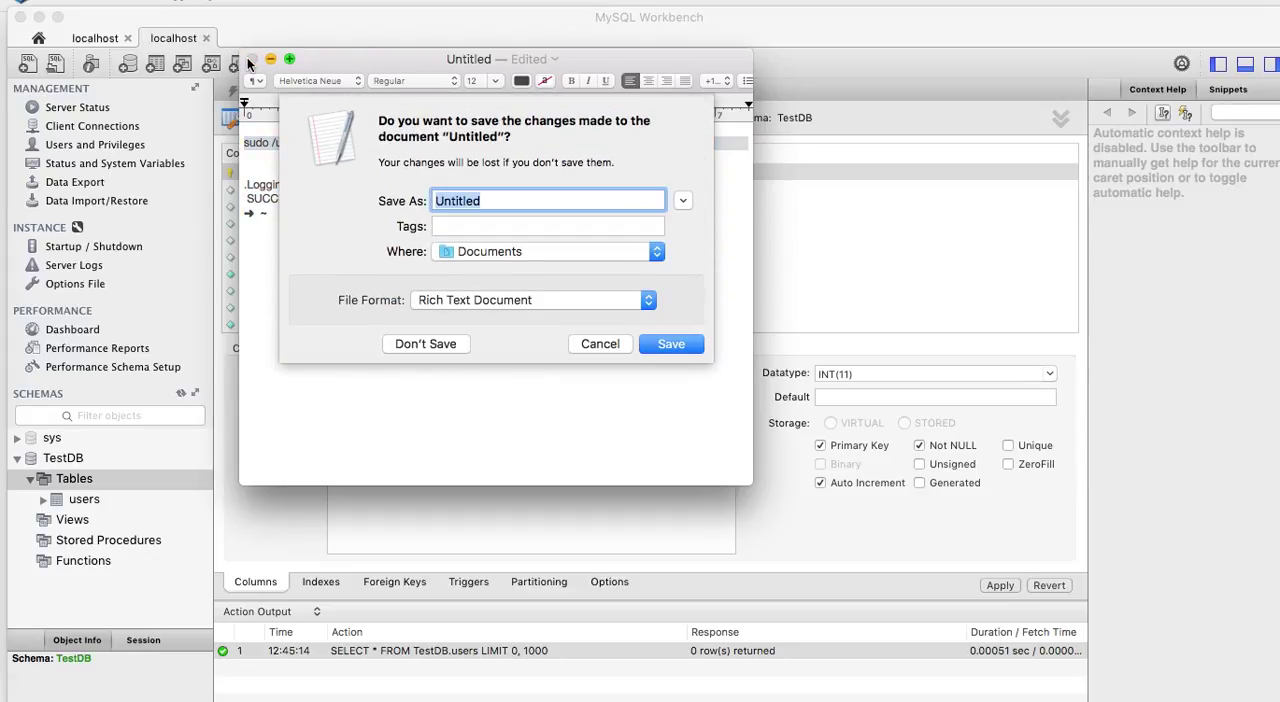 MySQL Workbench
localhost ×
localhost ×
Untitled — Edited
Helvetica Neue
Regular
12
B I U
+1...
0
7
MANAGEMENT
Server Status
Client Connections
Users and Privileges
Status and System Variables
Data Export
Data Import/Restore
INSTANCE
Startup / Shutdown
Server Logs
Options File
PERFORMANCE
Dashboard
Performance Reports
Performance Schema Setup
SCHEMAS
Filter objects
sys
TestDB
Tables
users
Views
Stored Procedures
Functions
Object Info
Session
Schema: TestDB
sudo
SUCC
➜ ~
Do you want to save the changes made to the
document “Untitled”?
Your changes will be lost if you don’t save them.
Save As: Untitled
Tags:
Where: Documents
File Format: Rich Text Document
Don’t Save
Cancel
Save
TestDB
Datatype: INT(11)
Default
Storage: VIRTUAL STORED
Primary Key Not NULL Unique
Binary Unsigned ZeroFill
Auto Increment Generated
Columns Indexes Foreign Keys Triggers Partitioning Options
Apply Revert
Action Output
Time Action Response Duration / Fetch Time
1 12:45:14 SELECT * FROM TestDB.users LIMIT 0, 1000 0 row(s) returned 0.00051 sec / 0.0000...
Context Help
Snippets
Automatic context help is
disabled. Use the toolbar to
manually get help for the curren
caret position or to toggle
automatic help.